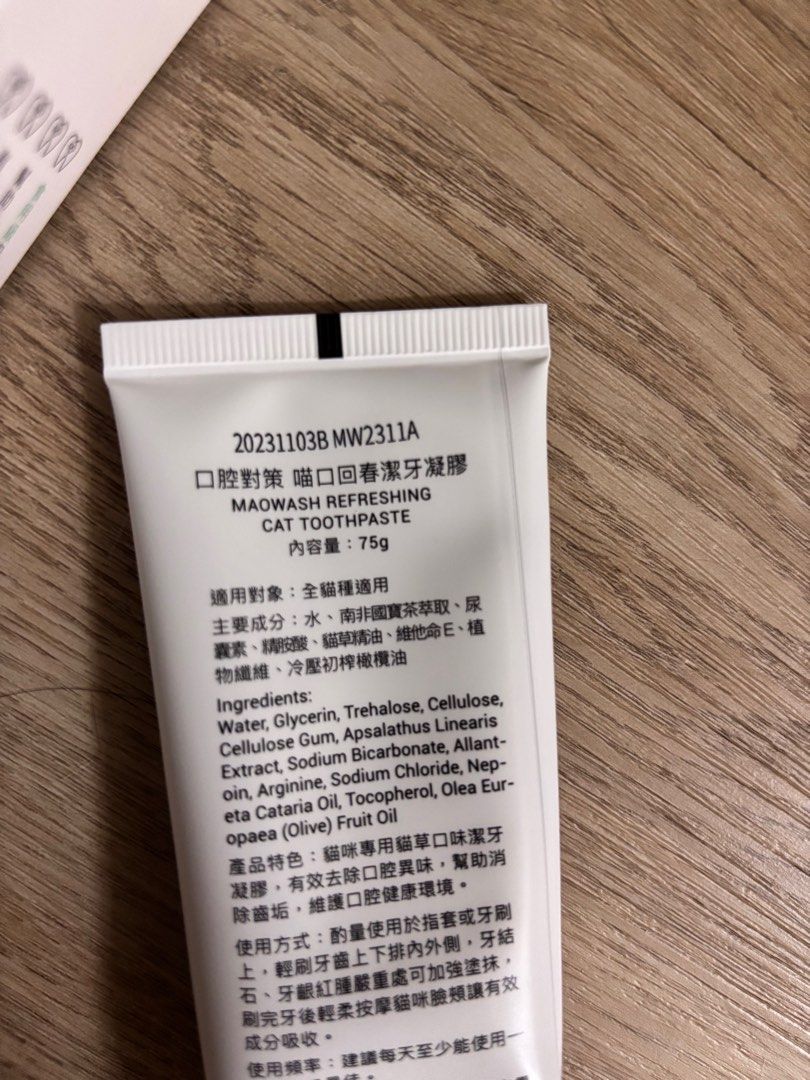 20231103B MW2311A
口腔對策 喵口回春潔牙凝膠
MAOWASH REFRESHING
CAT TOOTHPASTE
內容量：75g
適用對象：全貓種適用
主要成分：水、南非國寶茶萃取、尿
囊素、精胺酸、貓草精油、維他命E、植
物纖維、冷壓初榨橄欖油
Ingredients:
Water, Glycerin, Trehalose, Cellulose,
Cellulose Gum, Apsalathus Linearis
Extract, Sodium Bicarbonate, Allant-
oin, Arginine, Sodium Chloride, Nep-
eta Cataria Oil, Tocopherol, Olea Eur-
opaea (Olive) Fruit Oil
產品特色：貓咪專用貓草口味潔牙
凝膠，有效去除口腔異味，幫助消
除齒垢，維護口腔健康環境。
使用方式：酌量使用於指套或牙刷
上，輕刷牙齒上下排內外側，牙結
石、牙齦紅腫嚴重處可加強塗抹，
刷完牙後輕柔按摩貓咪臉頰讓有效
成分吸收。
使用頻率：建議每天至少能使用一